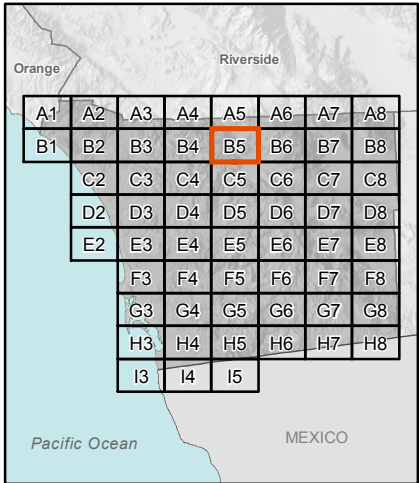 Riverside
Orange
A1 A2 A3 A4 A5 A6 A7 A8
B1 B2 B3 B4 B5 B6 B7 B8
C2 C3 C4 C5 C6 C7 C8
D2 D3 D4 D5 D6 D7 D8
E2 E3 E4 E5 E6 E7 E8
F3 F4 F5 F6 F7 F8
G3 G4 G5 G6 G7 G8
H3 H4 H5 H6 H7 H8
I3 I4 I5
Pacific Ocean MEXICO